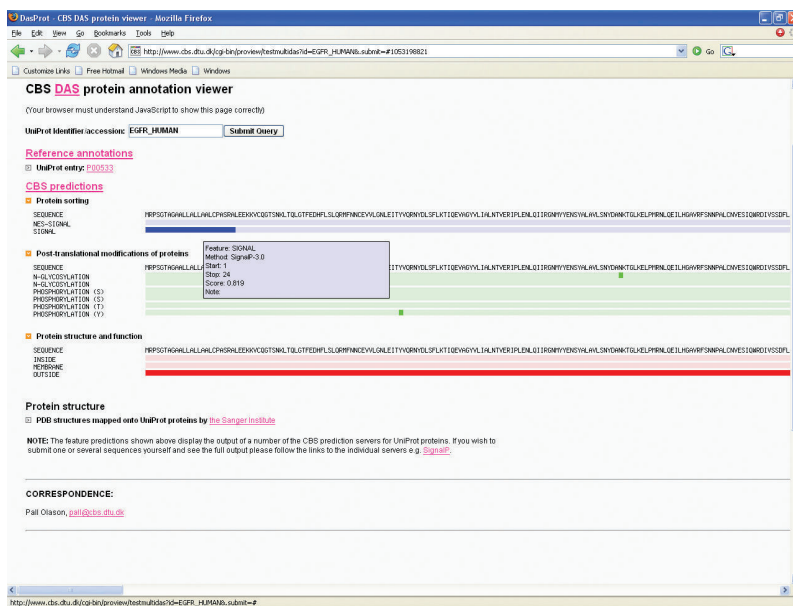 DasProt - CBS DAS protein viewer - Mozilla Firefox
File Edit View Go Bookmarks Tools Help
http://www.cbs.dtu.dk/cgi-bin/proview/testmultidas?id=EGFR_HUMAN&.submit=#1053198821 Go
Customize Links Free Hotmail Windows Media Windows
CBS DAS protein annotation viewer
(Your browser must understand JavaScript to show this page correctly)
UniProt Identifier/accession: EGFR_HUMAN Submit Query
Reference annotations
UniProt entry: P00533
CBS predictions
Protein sorting
SEQUENCE
NES-SIGNAL
SIGNAL
Feature: SIGNAL
Method: SignalP-3.0
Start: 1
Stop: 24
Score: 0.819
Note:
Post-translational modifications of proteins
SEQUENCE
N-GLYCOSYLATION
N-GLYCOSYLATION
PHOSPHORYLATION (S)
PHOSPHORYLATION (S)
PHOSPHORYLATION (T)
PHOSPHORYLATION (Y)
Protein structure and function
SEQUENCE
INSIDE
MEMBRANE
OUTSIDE
Protein structure
PDB structures mapped onto UniProt proteins by the Sanger Institute
NOTE: The feature predictions shown above display the output of a number of the CBS prediction servers for UniProt proteins. If you wish to
submit one or several sequences yourself and see the full output please follow the links to the individual servers e.g. SignalP.
CORRESPONDENCE:
Pall Olason, pall@cbs.dtu.dk
http://www.cbs.dtu.dk/cgi-bin/proview/testmultidas?id=EGFR_HUMAN&.submit=#